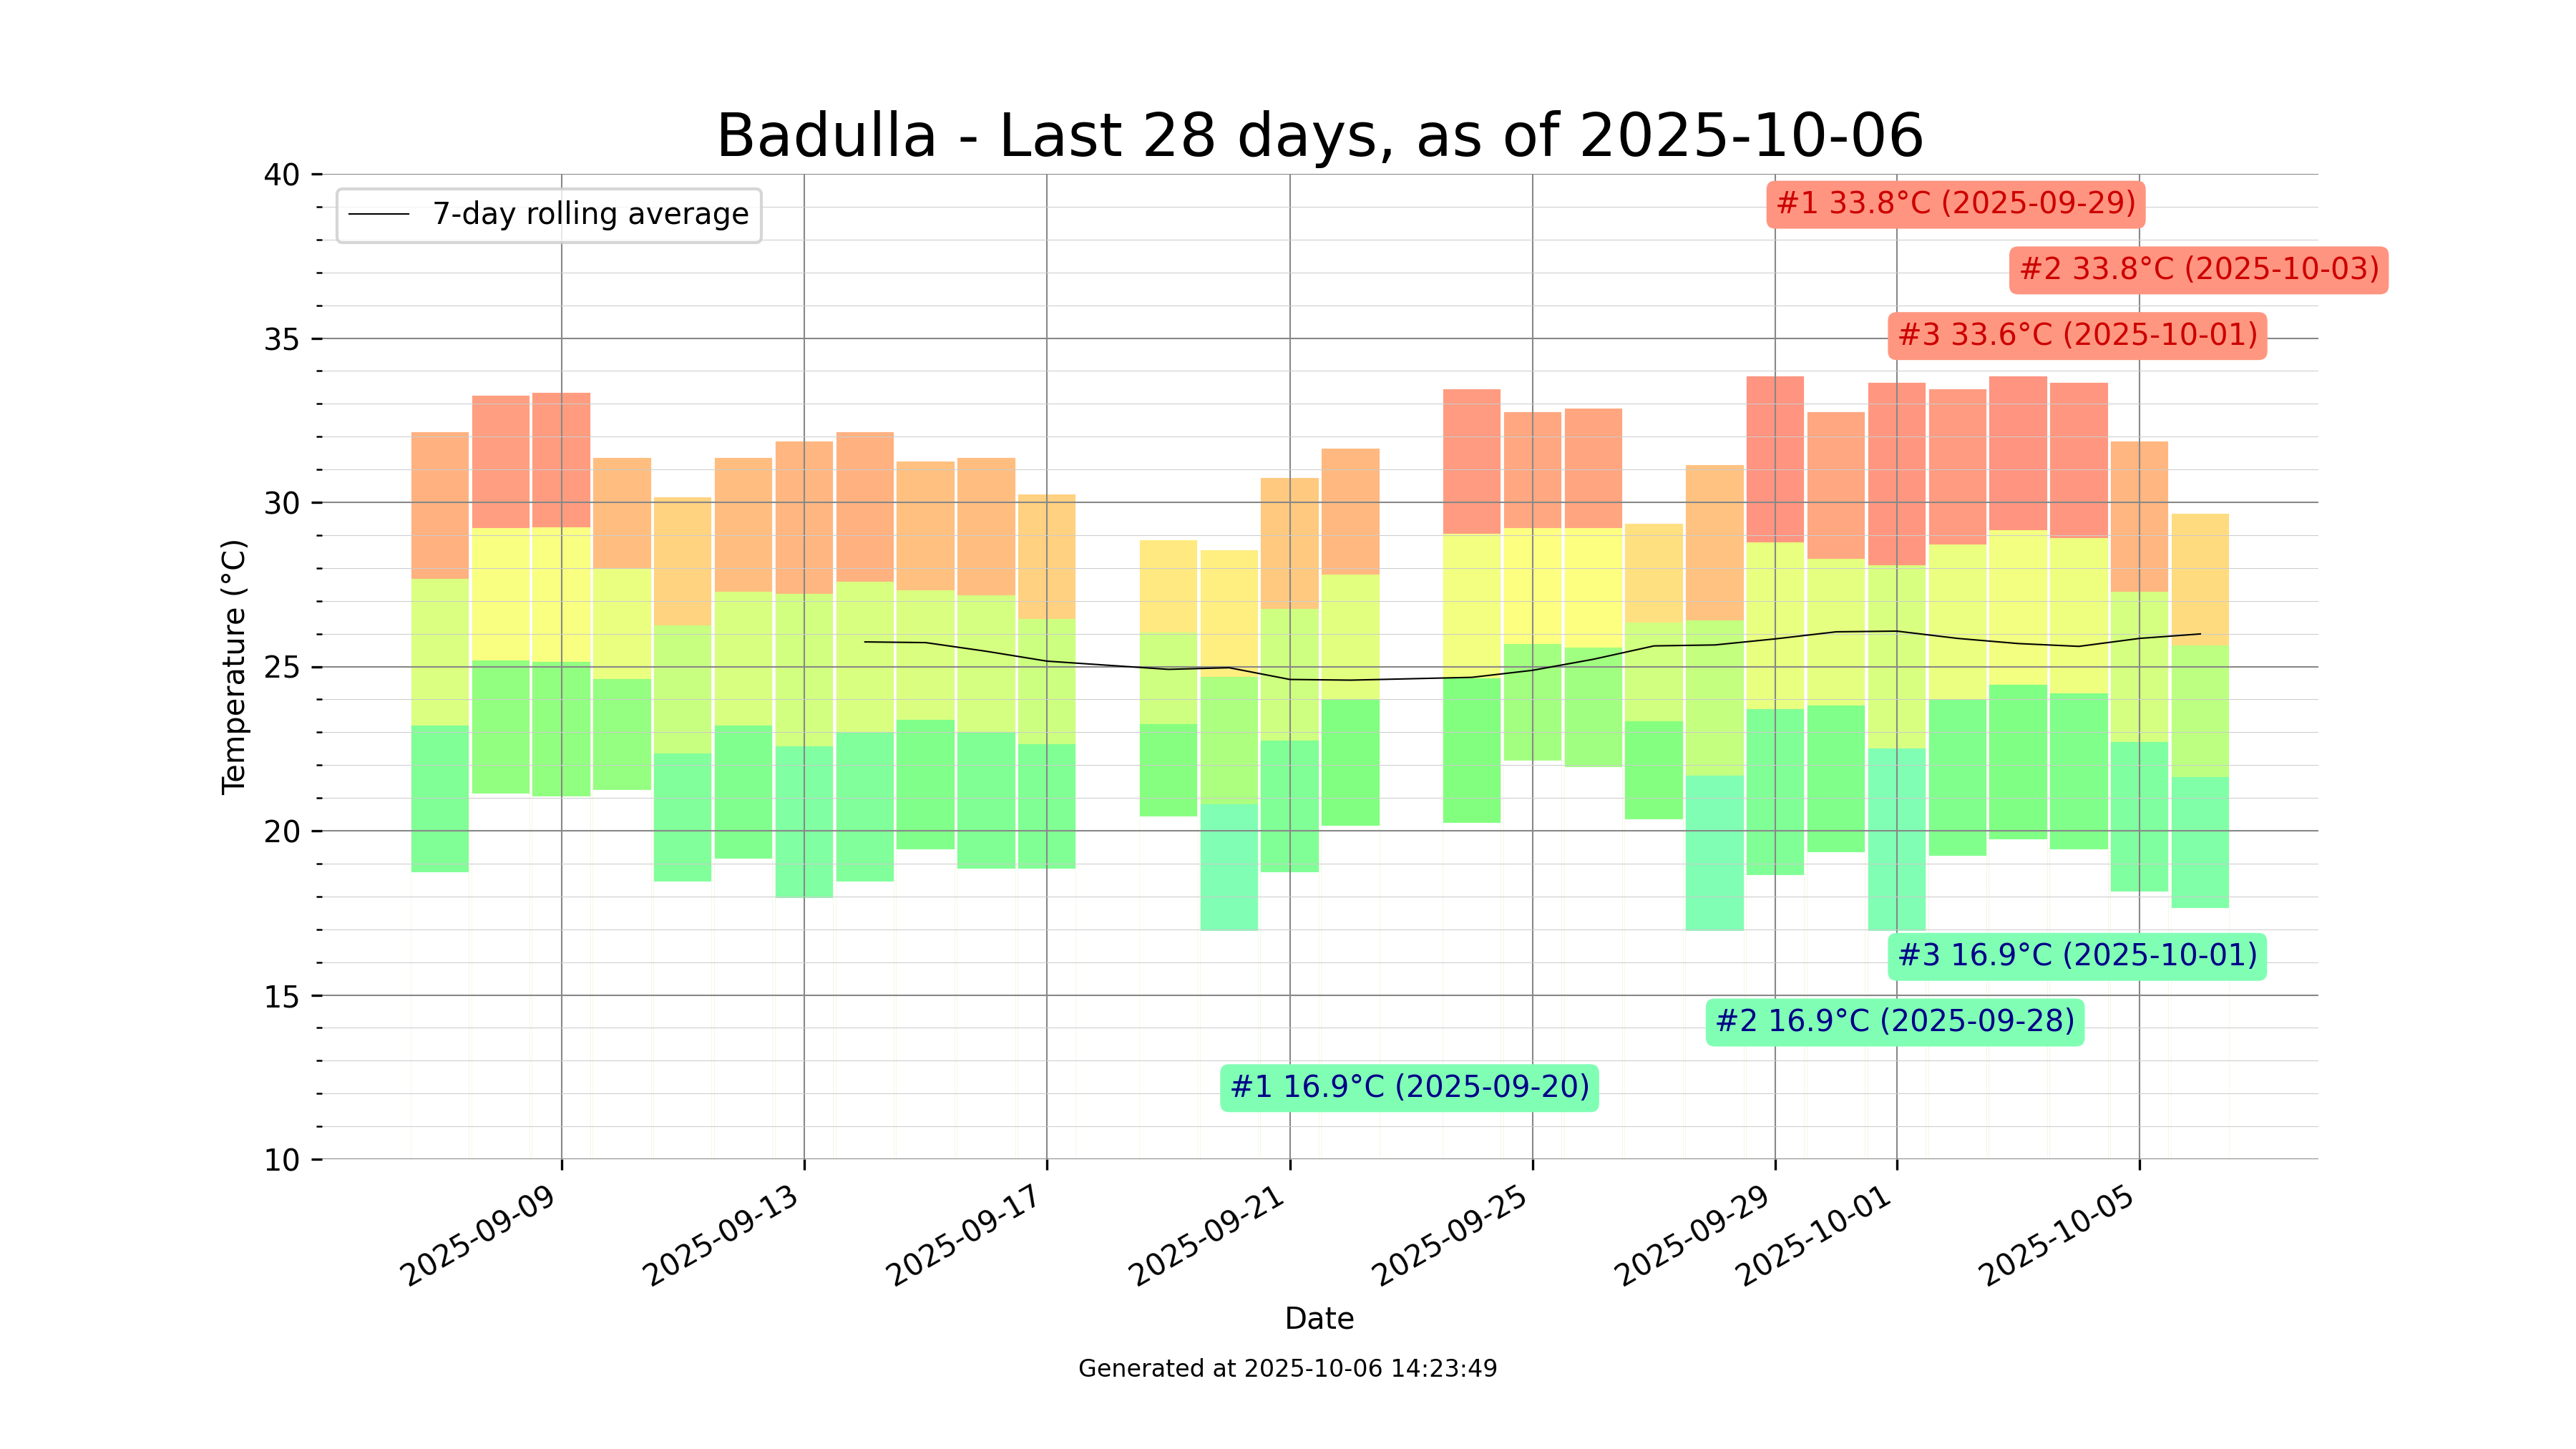 Badulla - Last 28 days, as of 2025-10-06
40
35
30
25
20
15
10
Temperature (°C)
7-day rolling average
#1 33.8°C (2025-09-29)
#2 33.8°C (2025-10-03)
#3 33.6°C (2025-10-01)
#3 16.9°C (2025-10-01)
#2 16.9°C (2025-09-28)
#1 16.9°C (2025-09-20)
2025-09-09
2025-09-13
2025-09-17
2025-09-21
2025-09-25
2025-09-29
2025-10-01
2025-10-05
Date
Generated at 2025-10-06 14:23:49